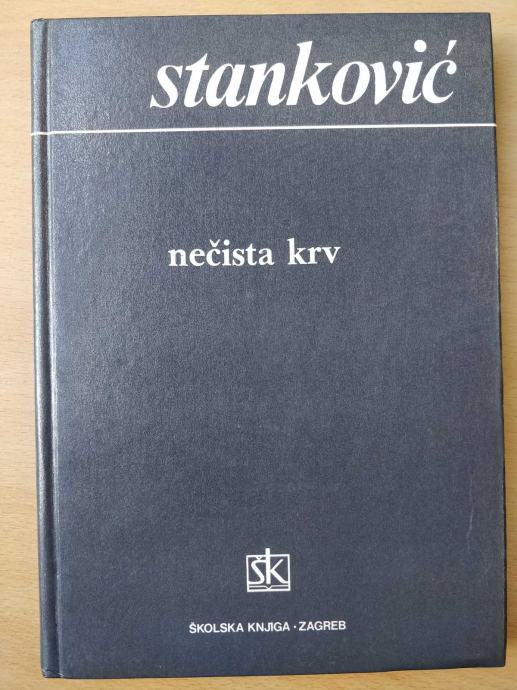 stanković
nečista krv
ŠK
ŠKOLSKA KNJIGA · ZAGREB